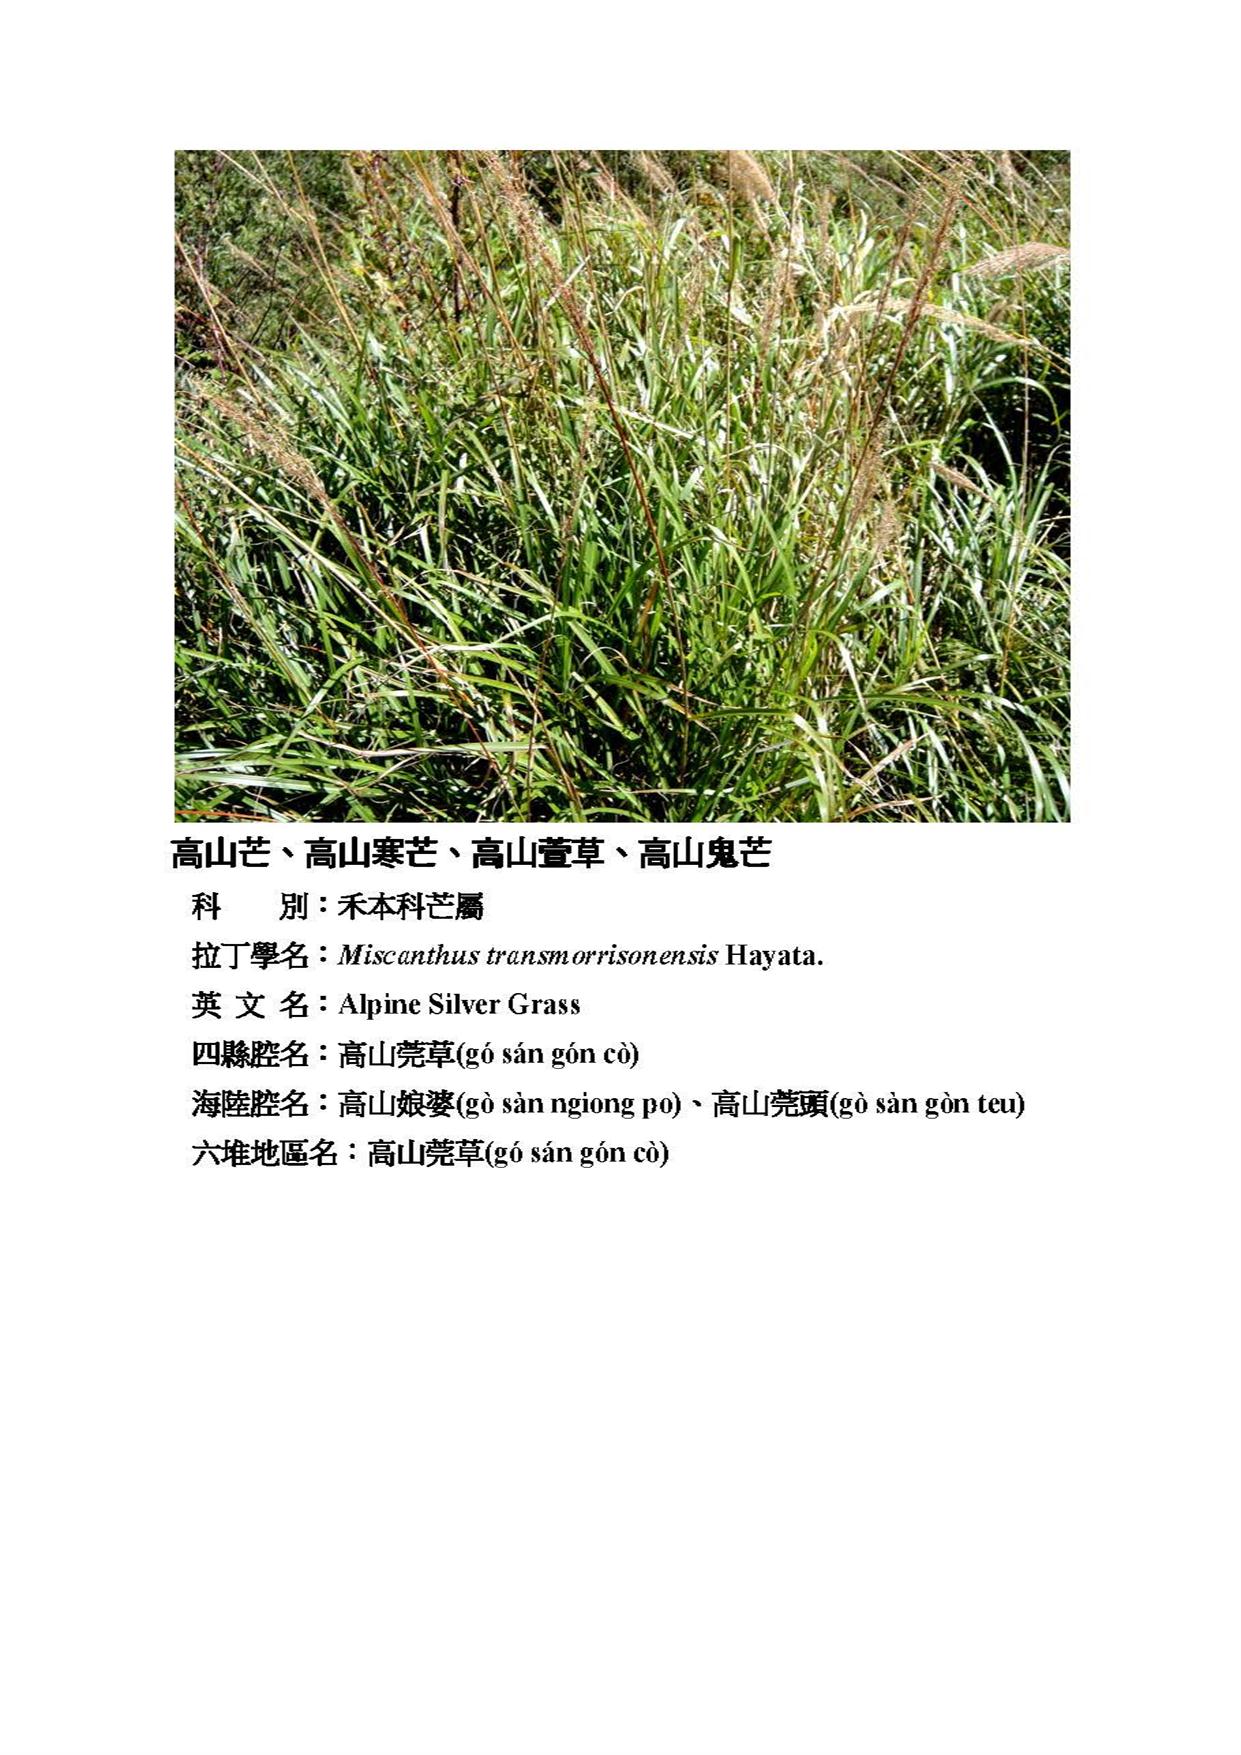 高山芒、高山寒芒、高山萱草、高山鬼芒
科　　別：禾本科芒屬
拉丁學名：Miscanthus transmorrisonensis Hayata.
英 文 名：Alpine Silver Grass
四縣腔名：高山莞草(gó sán gón cò)
海陸腔名：高山娘婆(gò sàn ngiong po)、高山莞頭(gò sàn gòn teu)
六堆地區名：高山莞草(gó sán gón cò)